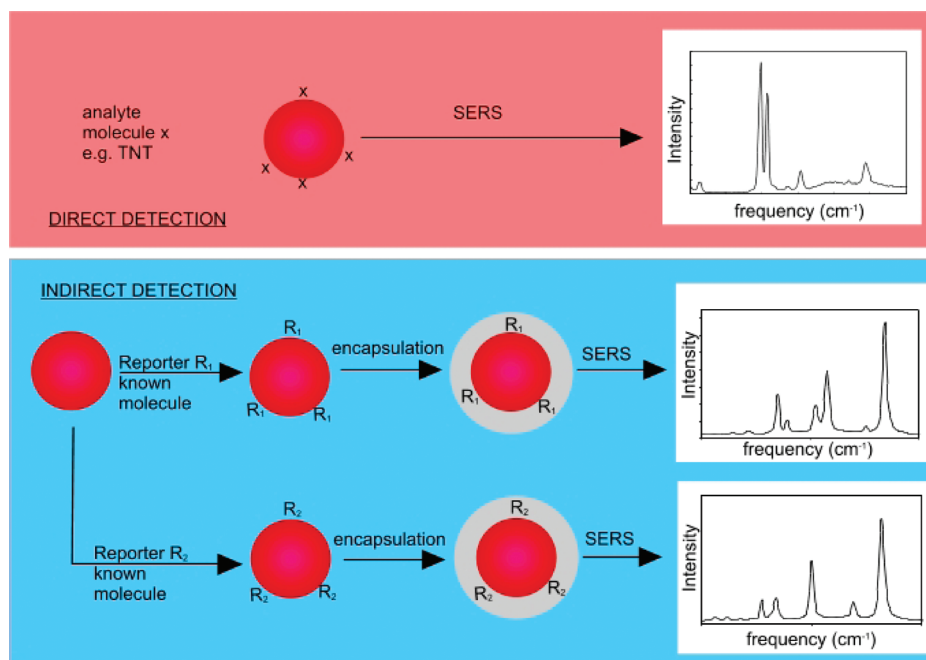 x
analyte
molecule x
e.g. TNT
x
x
x
SERS
Intensity
frequency (cm⁻¹)
DIRECT DETECTION
INDIRECT DETECTION
Reporter R₁
known
molecule
R₁
R₁
R₁
encapsulation
R₁
R₁
R₁
SERS
Intensity
frequency (cm⁻¹)
Reporter R₂
known
molecule
R₂
R₂
R₂
encapsulation
R₂
R₂
R₂
SERS
Intensity
frequency (cm⁻¹)